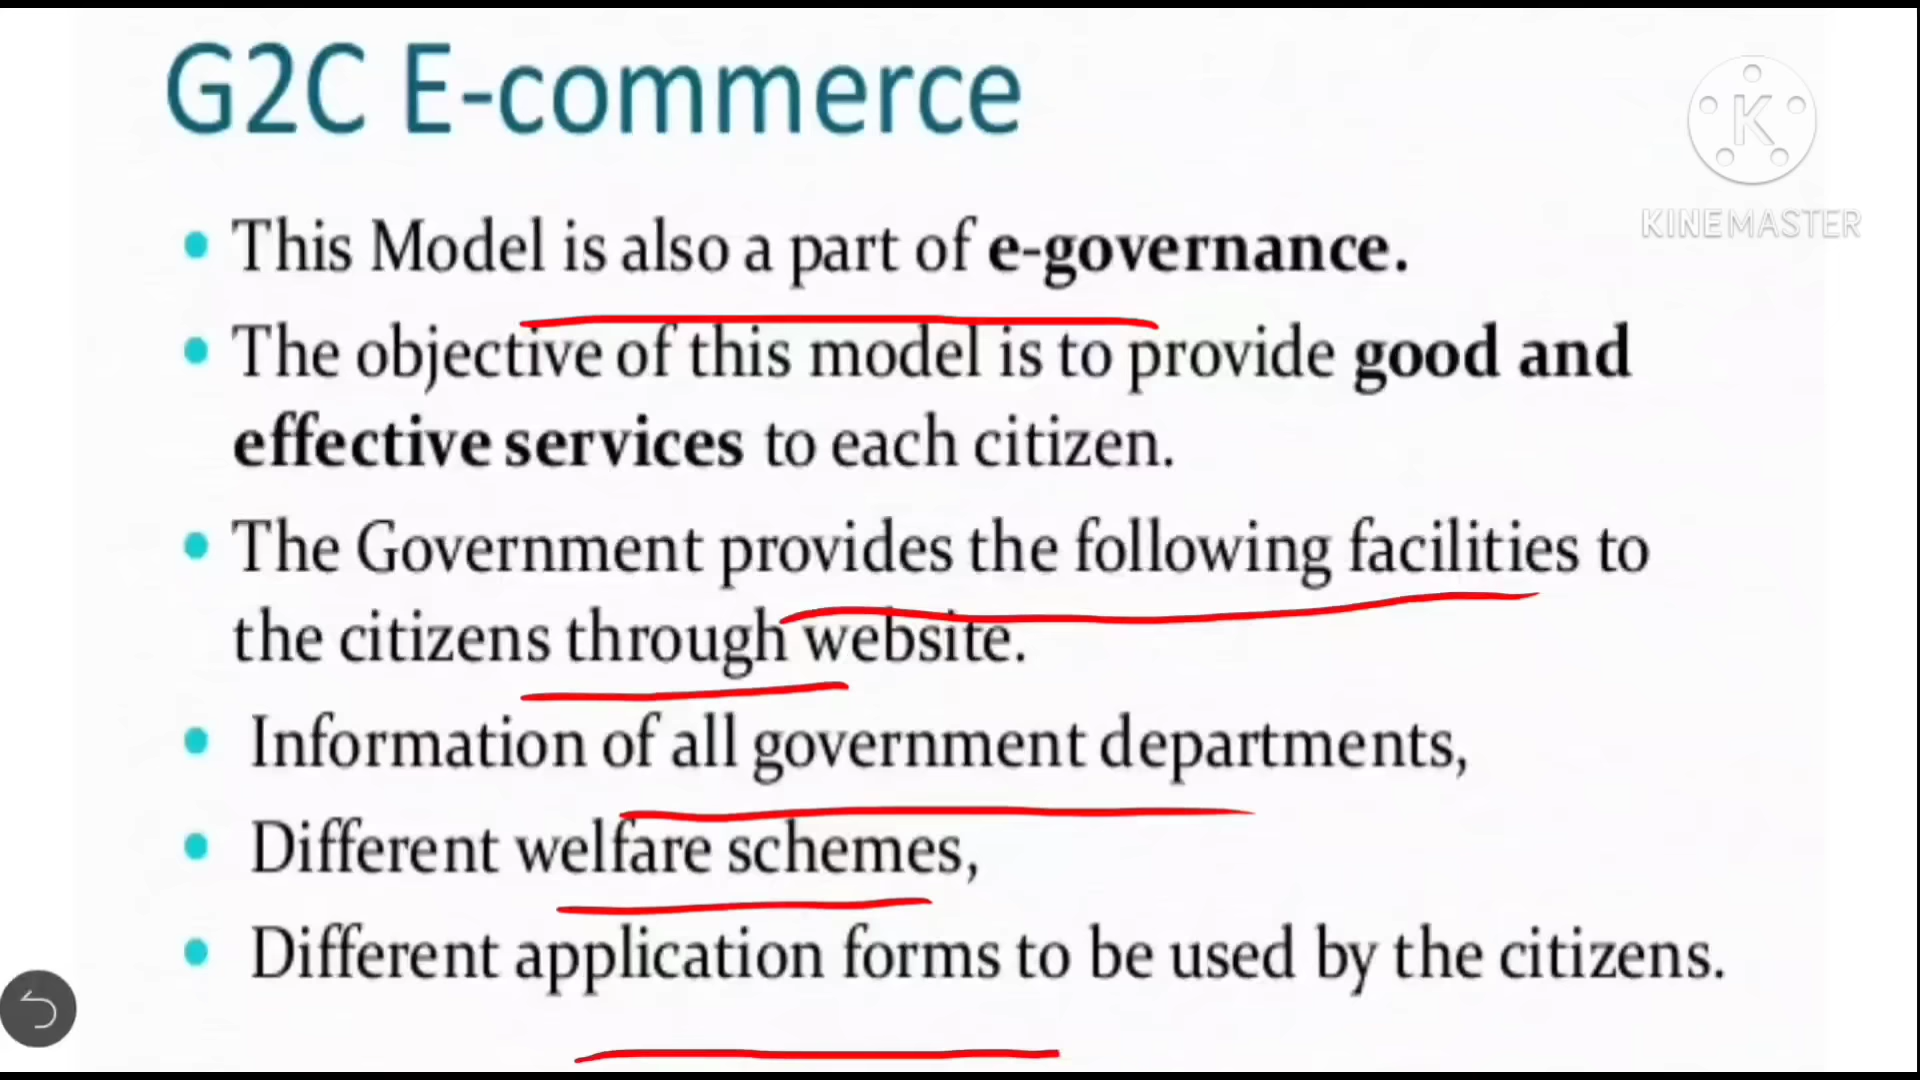 G2C E-commerce
K
KINEMASTER
• This Model is also a part of e-governance.
• The objective of this model is to provide good and
effective services to each citizen.
• The Government provides the following facilities to
the citizens through website.
• Information of all government departments,
• Different welfare schemes,
• Different application forms to be used by the citizens.